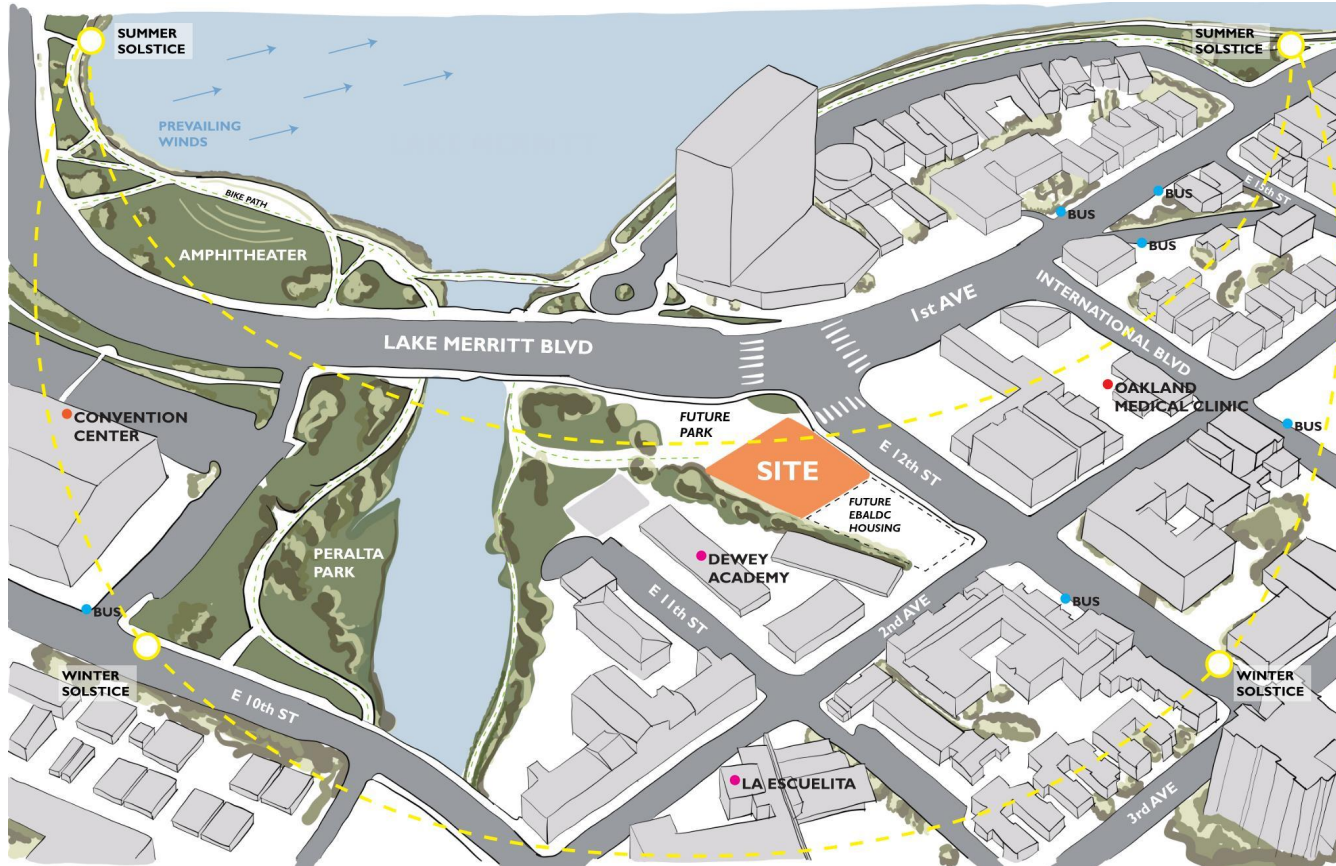 SUMMER
SOLSTICE
SUMMER
SOLSTICE
PREVAILING
WINDS
BIKE PATH
AMPHITHEATER
E 15th ST
BUS
BUS
BUS
1st AVE
INTERNATIONAL BLVD
LAKE MERRITT BLVD
OAKLAND
MEDICAL CLINIC
CONVENTION
CENTER
FUTURE
PARK
BUS
E 12th ST
SITE
FUTURE
EBALDC
HOUSING
PERALTA
PARK
DEWEY
ACADEMY
E 11th ST
2nd AVE
BUS
BUS
WINTER
SOLSTICE
WINTER
SOLSTICE
E 10th ST
LA ESCUELITA
3rd AVE